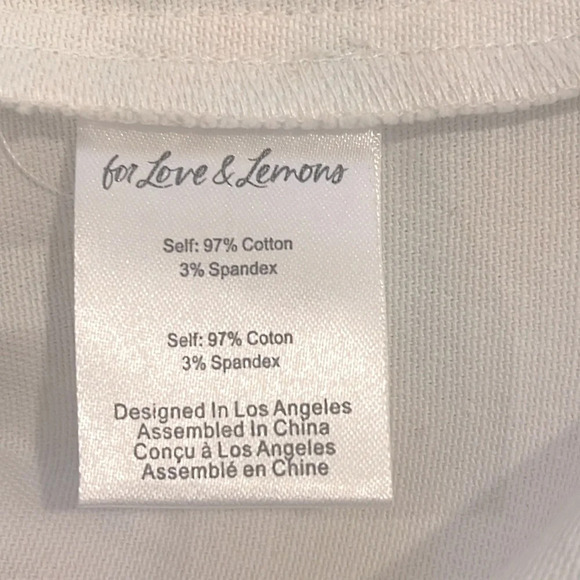 for Love & Lemons
Self: 97% Cotton
3% Spandex
Self: 97% Coton
3% Spandex
Designed In Los Angeles
Assembled In China
Conçu à Los Angeles
Assemblé en Chine